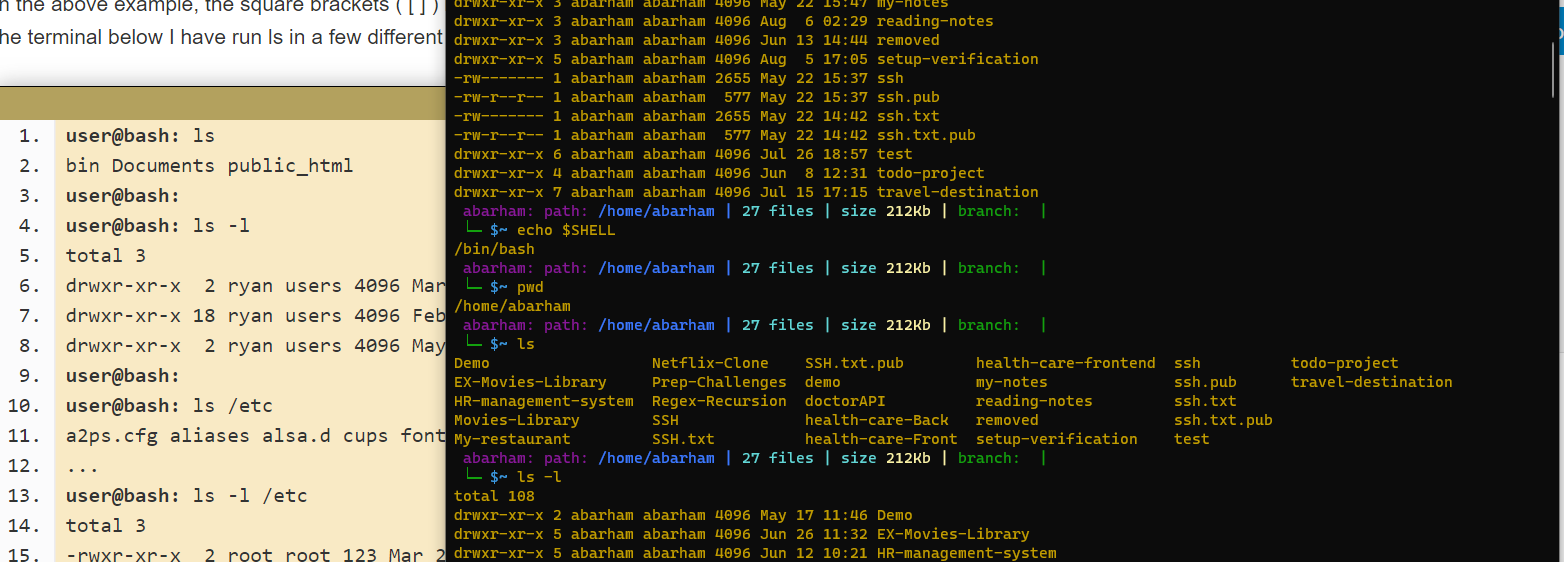 n the above example, the square brackets ( [ ] )
he terminal below I have run ls in a few different
1. user@bash: ls
2. bin Documents public_html
3. user@bash:
4. user@bash: ls -l
5. total 3
6. drwxr-xr-x  2 ryan users 4096 Mar
7. drwxr-xr-x 18 ryan users 4096 Feb
8. drwxr-xr-x  2 ryan users 4096 May
9. user@bash:
10. user@bash: ls /etc
11. a2ps.cfg aliases alsa.d cups font
12. ...
13. user@bash: ls -l /etc
14. total 3
15. -rwxr-xr-x  2 root root 123 Mar 2
drwxr-xr-x 3 abarham abarham 4096 May 22 15:47 my-notes
drwxr-xr-x 3 abarham abarham 4096 Aug  6 02:29 reading-notes
drwxr-xr-x 3 abarham abarham 4096 Jun 13 14:44 removed
drwxr-xr-x 5 abarham abarham 4096 Aug  5 17:05 setup-verification
-rw------- 1 abarham abarham 2655 May 22 15:37 ssh
-rw-r--r-- 1 abarham abarham  577 May 22 15:37 ssh.pub
-rw------- 1 abarham abarham 2655 May 22 14:42 ssh.txt
-rw-r--r-- 1 abarham abarham  577 May 22 14:42 ssh.txt.pub
drwxr-xr-x 6 abarham abarham 4096 Jul 26 18:57 test
drwxr-xr-x 4 abarham abarham 4096 Jun  8 12:31 todo-project
drwxr-xr-x 7 abarham abarham 4096 Jul 15 17:15 travel-destination
abarham: path: /home/abarham | 27 files | size 212Kb | branch:  |
└─ $~ echo $SHELL
/bin/bash
abarham: path: /home/abarham | 27 files | size 212Kb | branch:  |
└─ $~ pwd
/home/abarham
abarham: path: /home/abarham | 27 files | size 212Kb | branch:  |
└─ $~ ls
Demo Netflix-Clone SSH.txt.pub health-care-frontend ssh todo-project
EX-Movies-Library Prep-Challenges demo my-notes ssh.pub travel-destination
HR-management-system Regex-Recursion doctorAPI reading-notes ssh.txt
Movies-Library SSH health-care-Back removed ssh.txt.pub
My-restaurant SSH.txt health-care-Front setup-verification test
abarham: path: /home/abarham | 27 files | size 212Kb | branch:  |
└─ $~ ls -l
total 108
drwxr-xr-x 2 abarham abarham 4096 May 17 11:46 Demo
drwxr-xr-x 5 abarham abarham 4096 Jun 26 11:32 EX-Movies-Library
drwxr-xr-x 5 abarham abarham 4096 Jun 12 10:21 HR-management-system